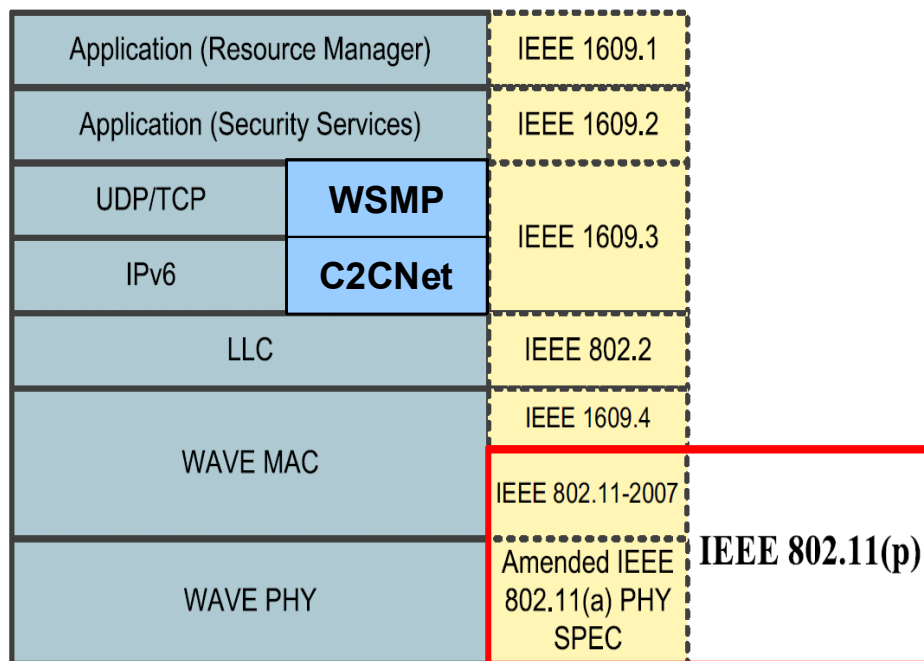 Application (Resource Manager) IEEE 1609.1
Application (Security Services) IEEE 1609.2
UDP/TCP WSMP
IEEE 1609.3
IPv6 C2CNet
LLC IEEE 802.2
IEEE 1609.4
WAVE MAC
IEEE 802.11-2007
IEEE 802.11(p)
Amended IEEE
WAVE PHY 802.11(a) PHY
SPEC